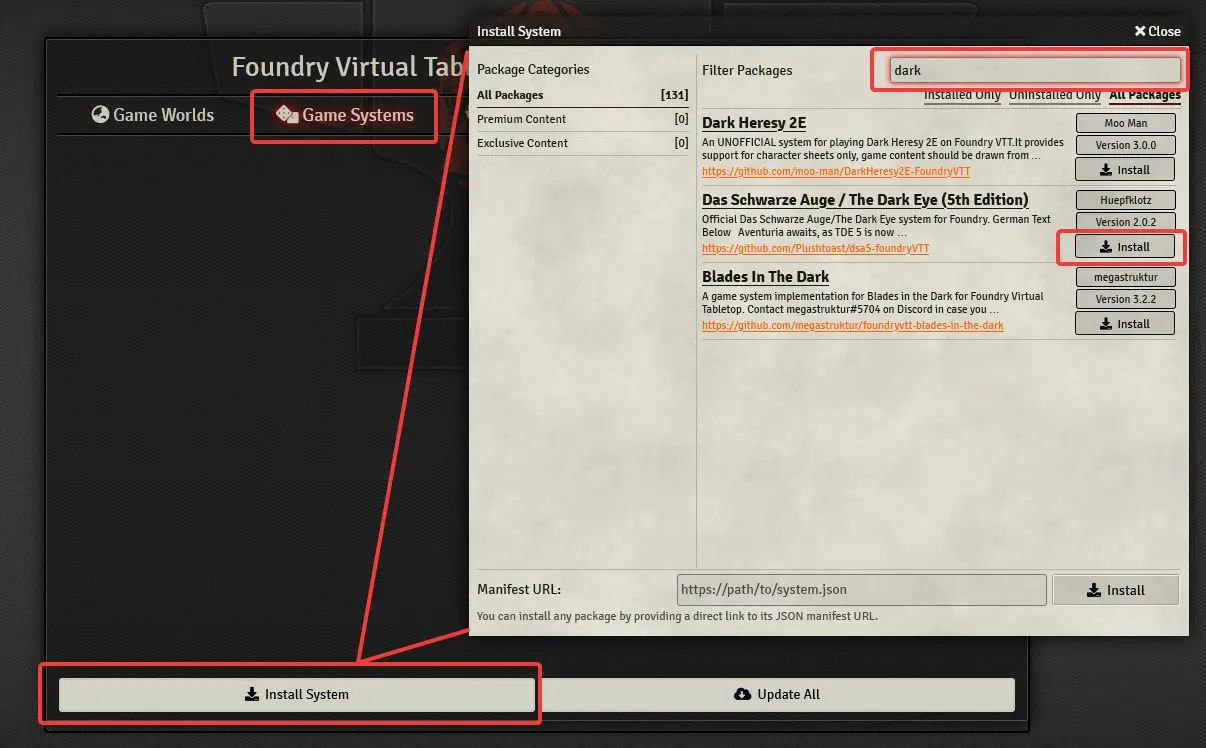 Install System
Close
Foundry Virtual Tab
Game Worlds
Game Systems
Package Categories
All Packages [131]
Premium Content [0]
Exclusive Content [0]
Filter Packages
dark
Installed Only Uninstalled Only All Packages
Dark Heresy 2E
Moo Man
An UNOFFICIAL system for playing Dark Heresy 2E on Foundry VTT.It provides
support for character sheets only, game content should be drawn from ...
Version 3.0.0
https://github.com/moo-man/DarkHeresy2E-FoundryVTT
Install
Das Schwarze Auge / The Dark Eye (5th Edition)
Huepfklotz
Official Das Schwarze Auge/The Dark Eye system for Foundry. German Text
Below Aventuria awaits, as TDE 5 is now ...
Version 2.0.2
https://github.com/Plushtoast/dsa5-foundryVTT
Install
Blades In The Dark
megastruktur
A game system implementation for Blades in the Dark for Foundry Virtual
Tabletop. Contact megastruktur#5704 on Discord in case you ...
Version 3.2.2
https://github.com/megastruktur/foundryvtt-blades-in-the-dark
Install
Manifest URL:
https://path/to/system.json
Install
You can install any package by providing a direct link to its JSON manifest URL.
Install System
Update All